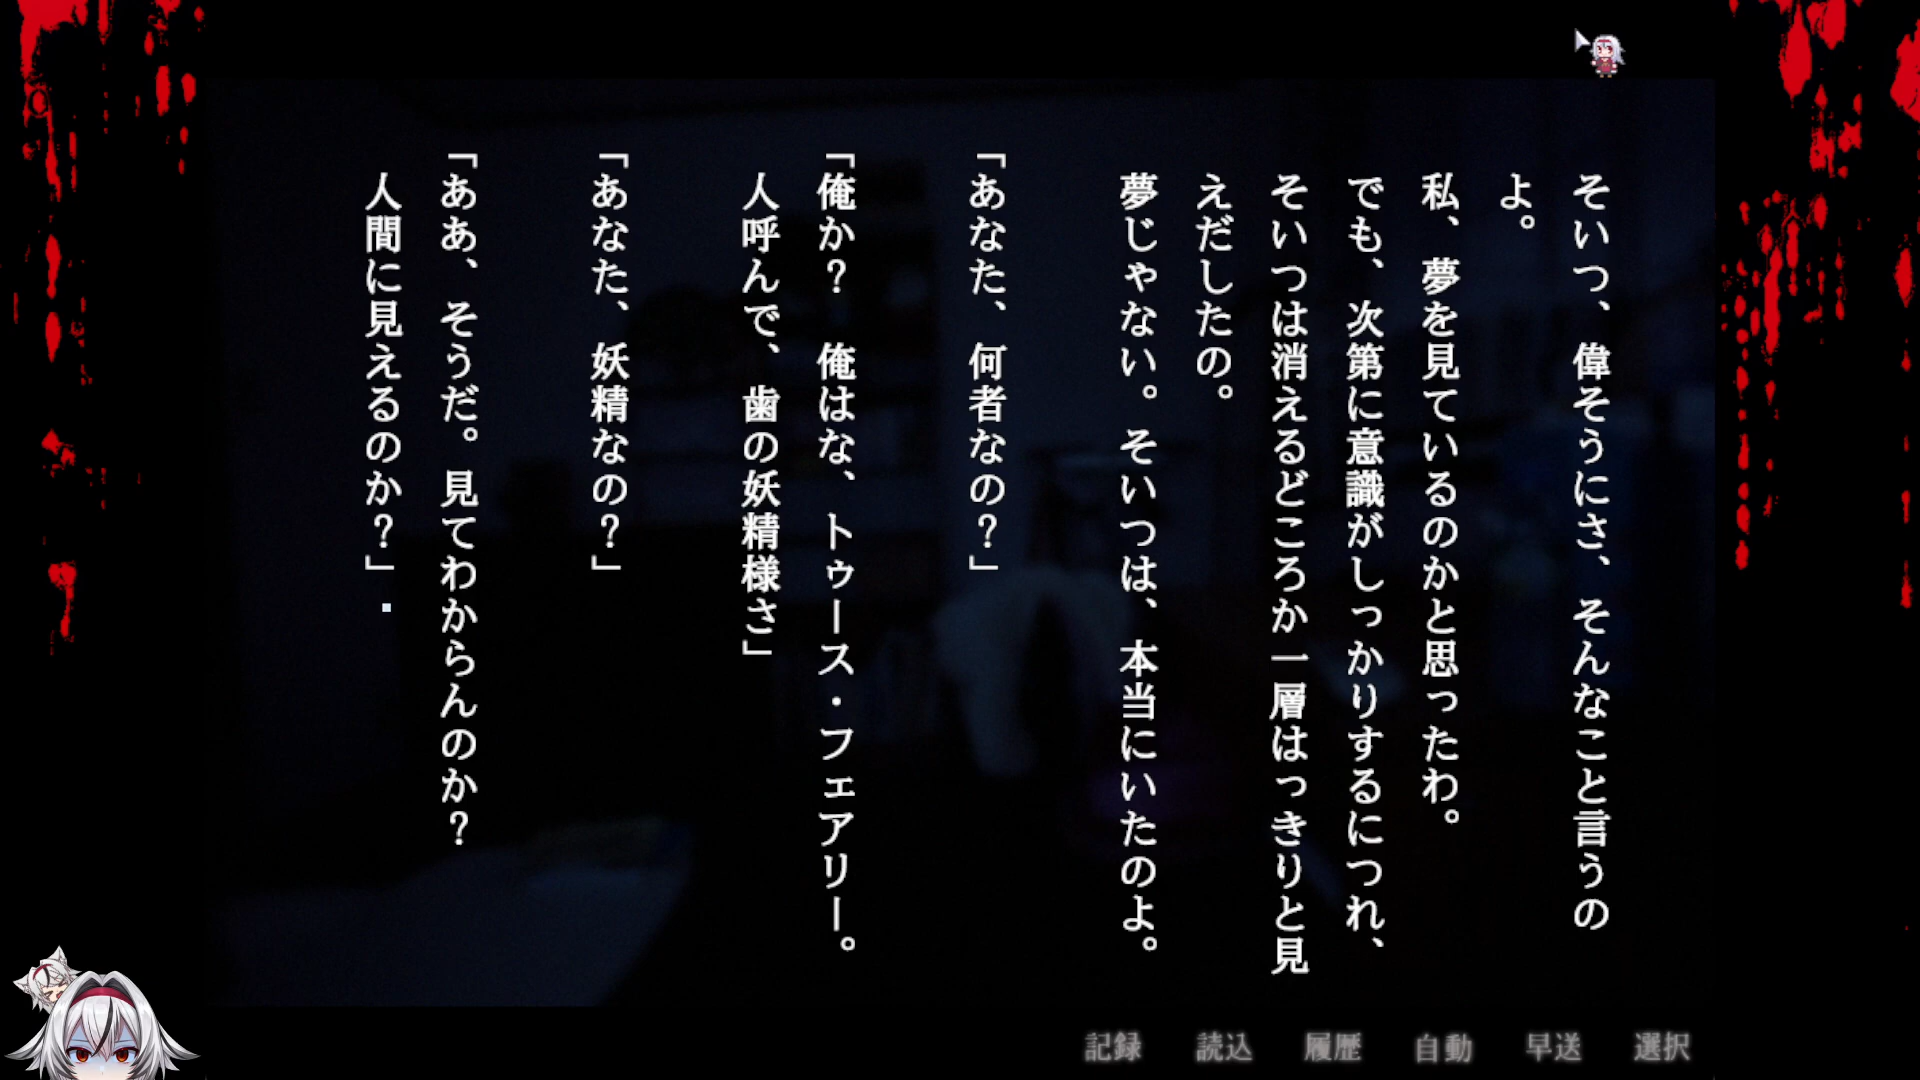 そいつ、偉そうにさ、そんなこと言うの
よ。
私、夢を見ているのかと思ったわ。
でも、次第に意識がしっかりするにつれ、
そいつは消えるどころか一層はっきりと見
えだしたの。
夢じゃない。そいつは、本当にいたのよ。
「あなた、何者なの？」
「俺か？　俺はな、トゥース・フェアリー。
人呼んで、歯の妖精様さ」
「あなた、妖精なの？」
「ああ、そうだ。見てわからんのか？
人間に見えるのか？」
記録
読込
履歴
自動
早送
選択